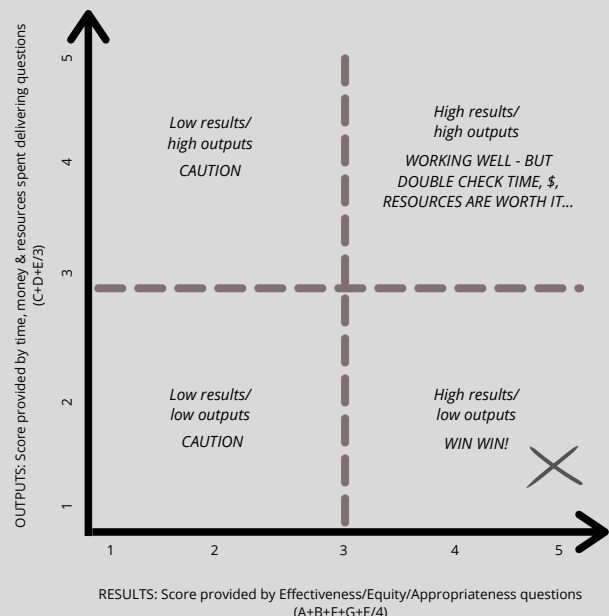 OUTPUTS: Score provided by time, money & resources spent delivering questions
(C+D+E/3)
5
4
3
2
1
Low results/
high outputs
CAUTION
High results/
high outputs
WORKING WELL - BUT
DOUBLE CHECK TIME, $,
RESOURCES ARE WORTH IT...
Low results/
low outputs
CAUTION
High results/
low outputs
WIN WIN!
1
2
3
4
5
RESULTS: Score provided by Effectiveness/Equity/Appropriateness questions
(A+B+F+G+E/4)